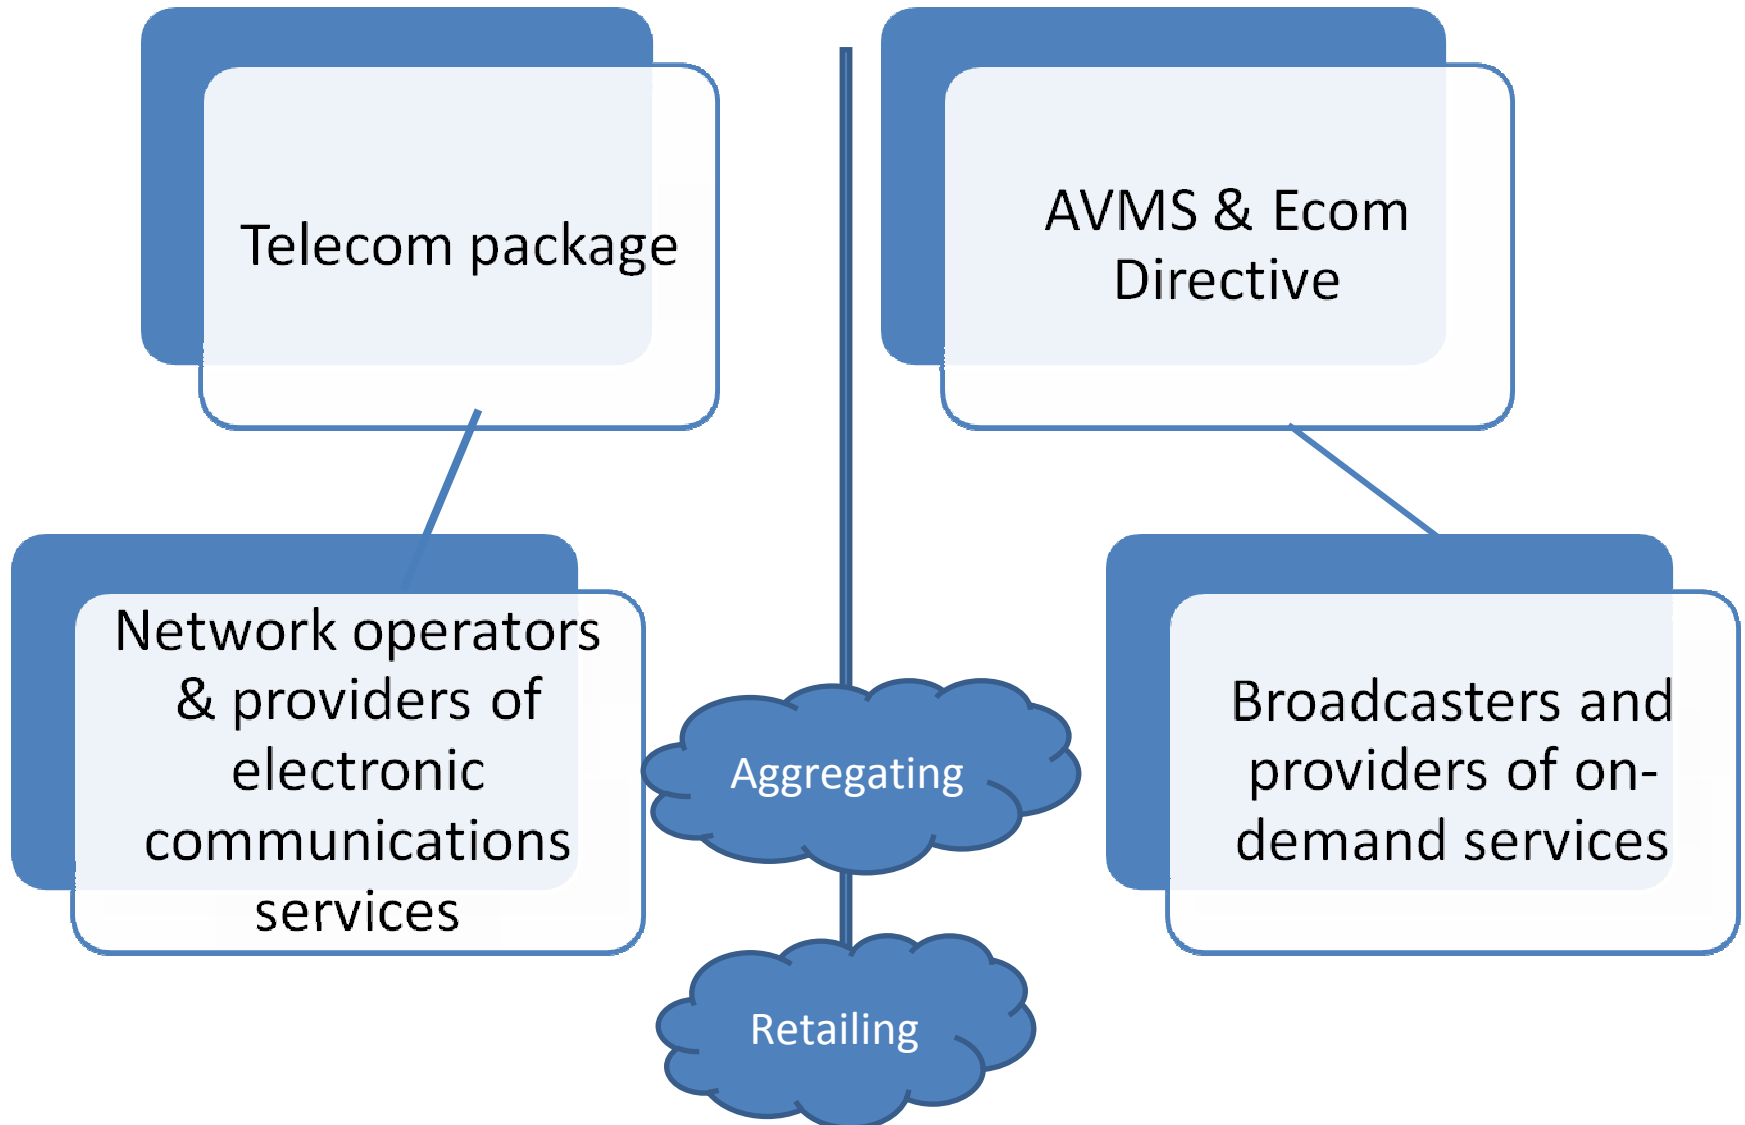 Telecom package
AVMS & Ecom
Directive
Network operators
& providers of
electronic
communications
services
Aggregating
Retailing
Broadcasters and
providers of on-
demand services